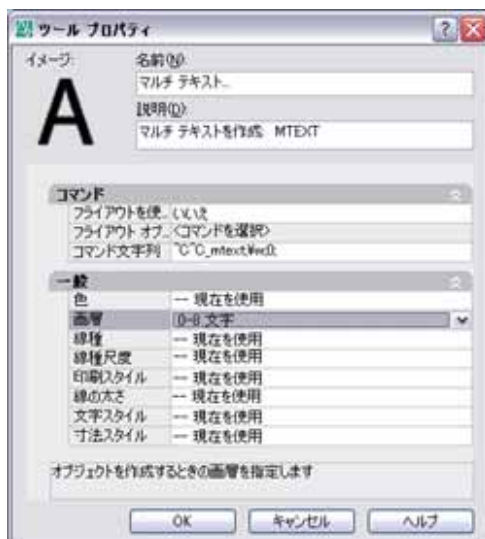 ツール プロパティ
イメージ:
名前(N):
マルチ テキスト...
A
説明(D):
マルチ テキストを作成: MTEXT
コマンド
フライアウトを使... いいえ
フライアウト オプ... <コマンドを選択>
コマンド文字列 ^C^C_mtext
一般
色 -- 現在を使用
画層 0-8_文字
線種 -- 現在を使用
線種尺度 -- 現在を使用
印刷スタイル -- 現在を使用
線の太さ -- 現在を使用
文字スタイル -- 現在を使用
寸法スタイル -- 現在を使用
オブジェクトを作成するときの画層を指定します
OK キャンセル ヘルプ